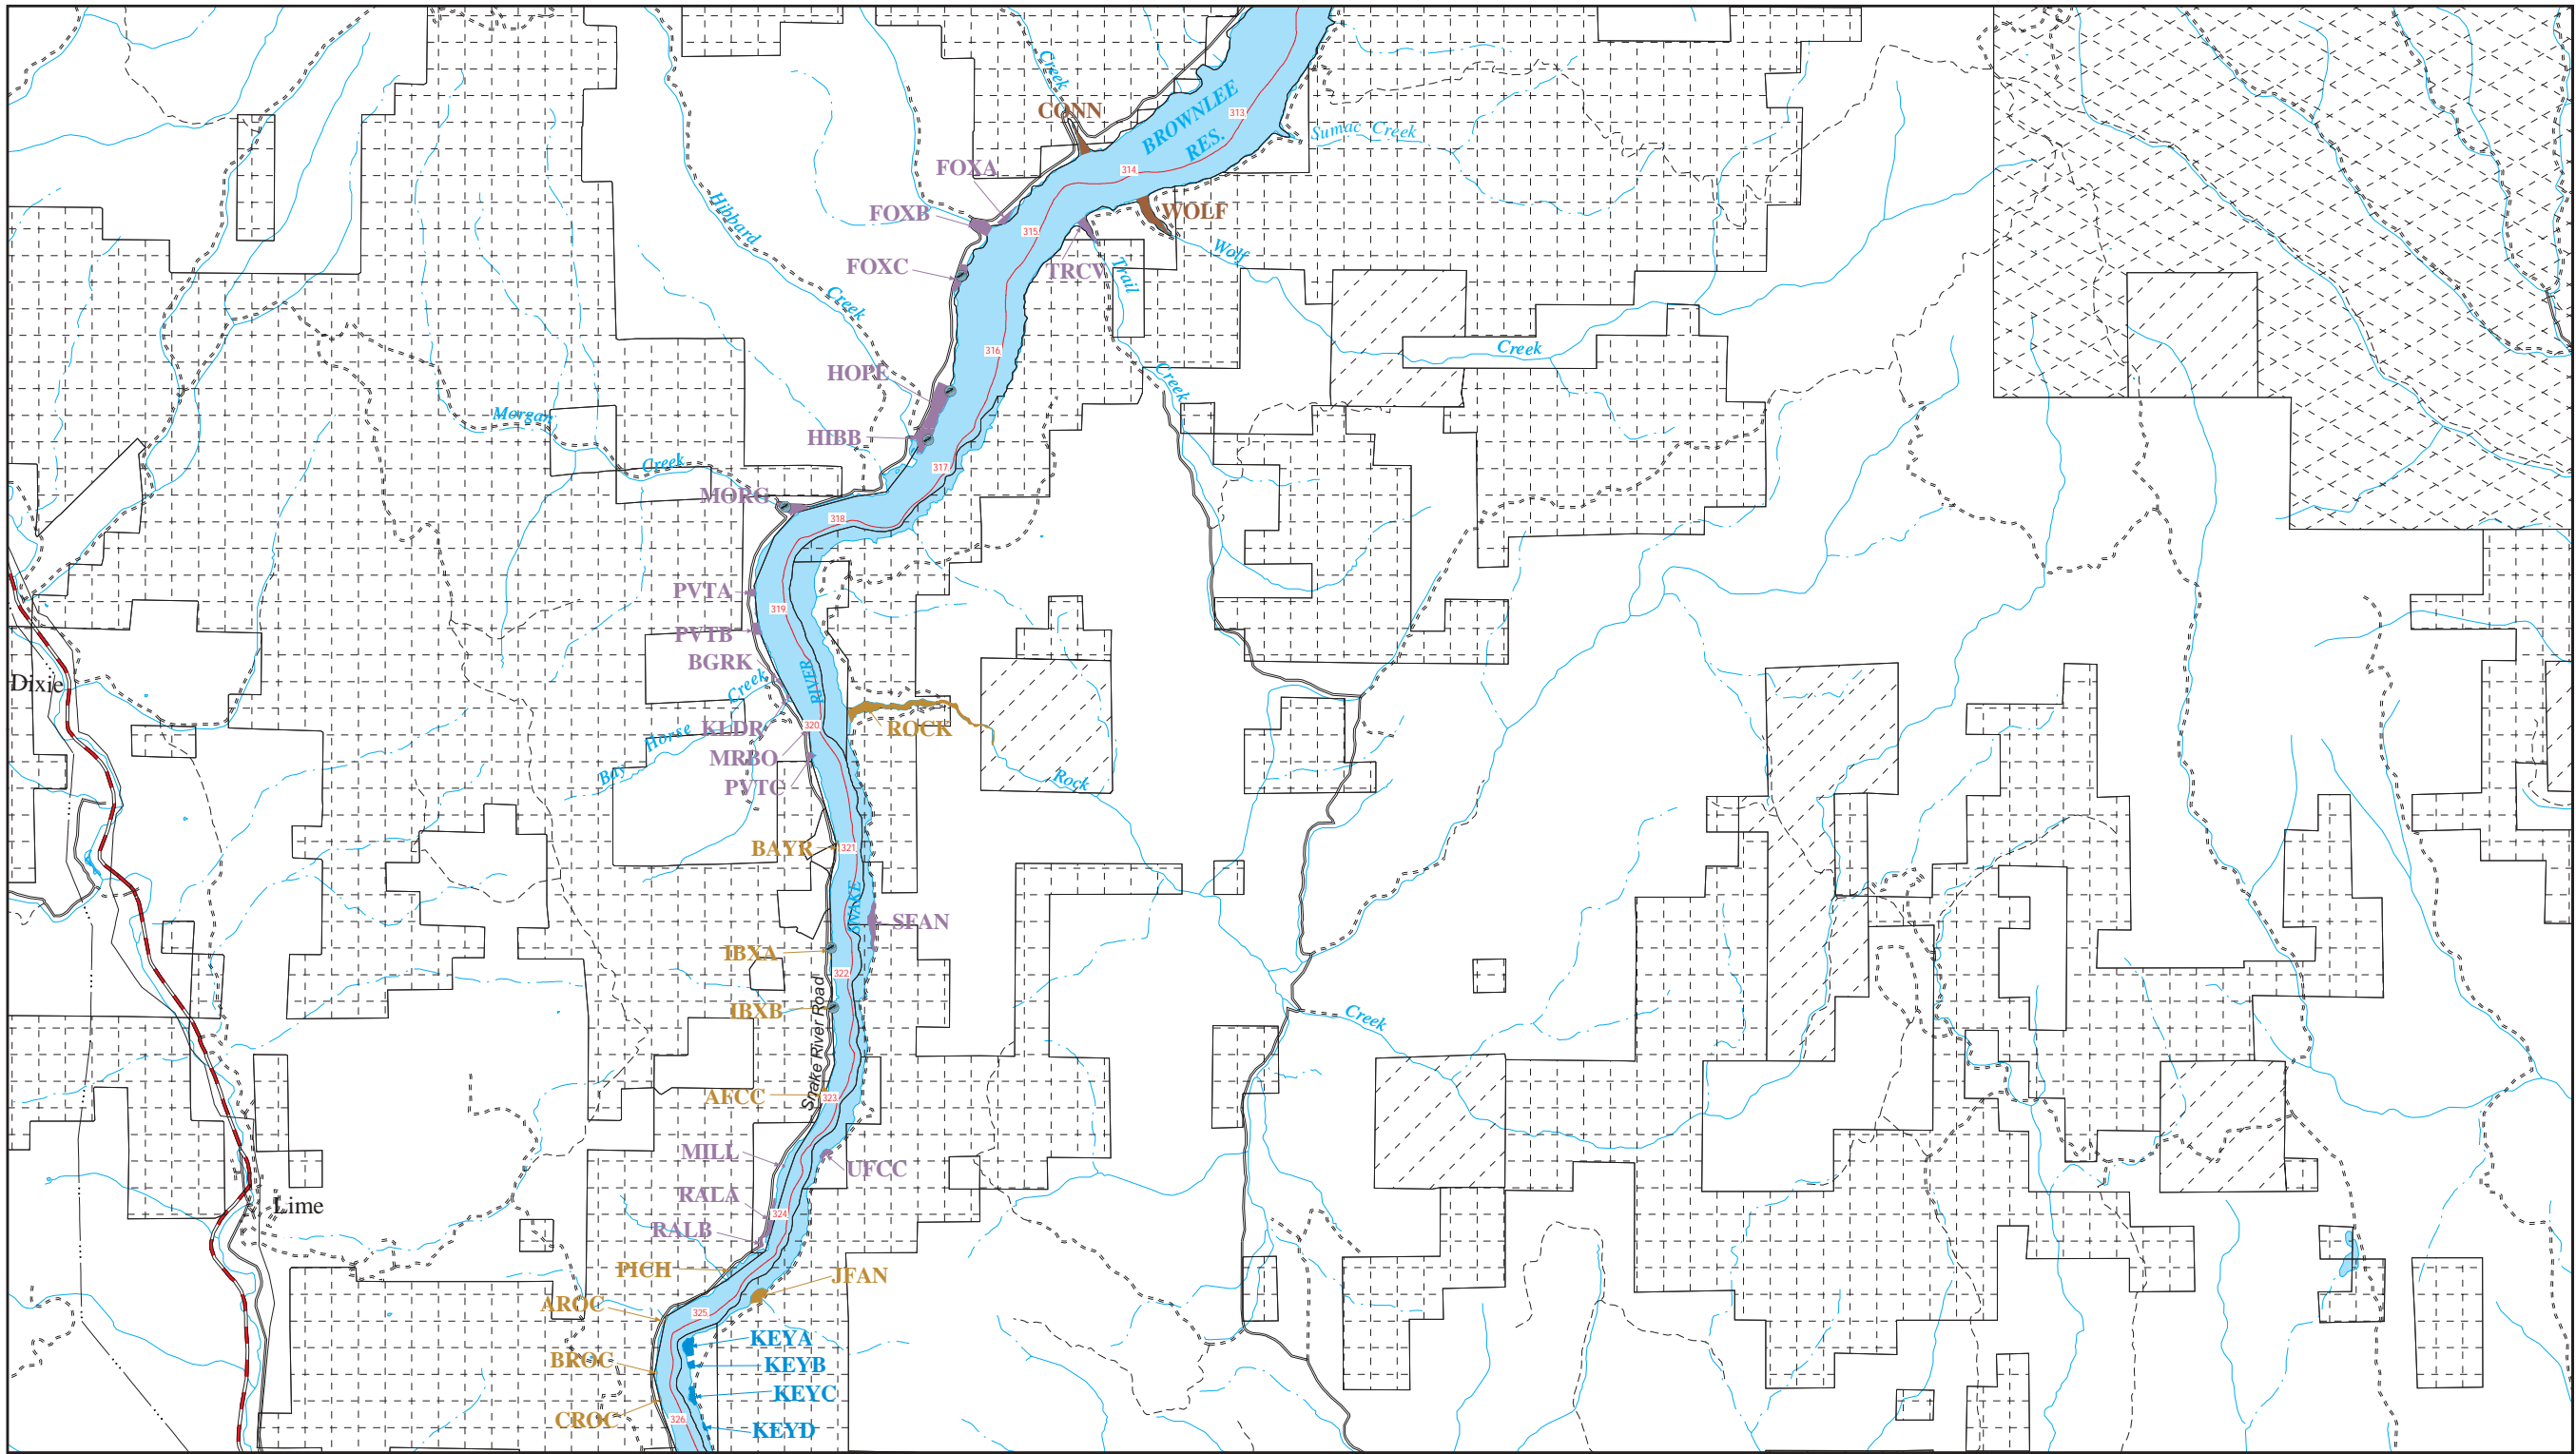 Creek
CONN
BROWNLEE
RES.
313
Sumac Creek
FOXA
314
Hibbard
FOXB
WOLF
315
Wolf
FOXC
TRCV
Trail
Creek
316
Creek
HOPE
Creek
Morgan
HIBB
Creek
317
MORG
318
PVTA
319
PVTB
BGRK
RIVER
Dixie
Creek
KLDR
320
ROCK
Horse
MRBO
Bay
PVTC
Rock
BAYR
321
SNAKE
SFAN
IBXA
322
IBXB
Creek
Snake River Road
AFCC
323
MILL
UFCC
RALA
Lime
324
RALB
PICH
JFAN
AROC
325
KEYA
BROC
KEYB
KEYC
CROC
326
KEYD